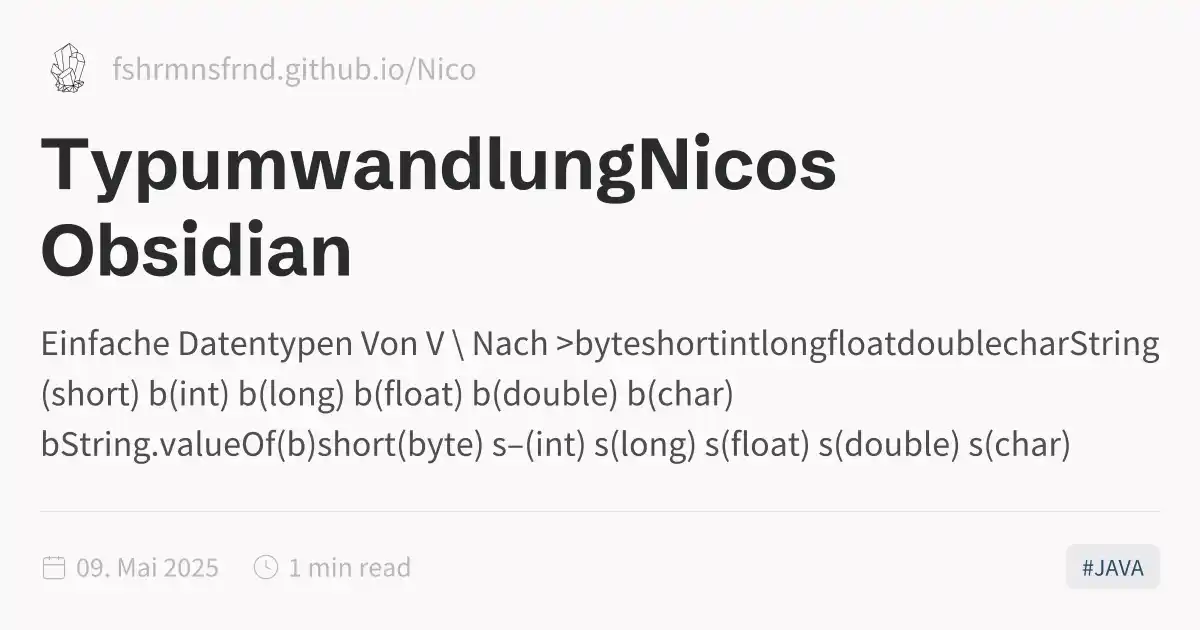 fshrmnsfrnd.github.io/Nico
TypumwandlungNicos
Obsidian
Einfache Datentypen Von V \ Nach >byteshortintlongfloatdoublecharString
(short) b(int) b(long) b(float) b(double) b(char)
bString.valueOf(b)short(byte) s–(int) s(long) s(float) s(double) s(char)
09. Mai 2025
1 min read
#JAVA